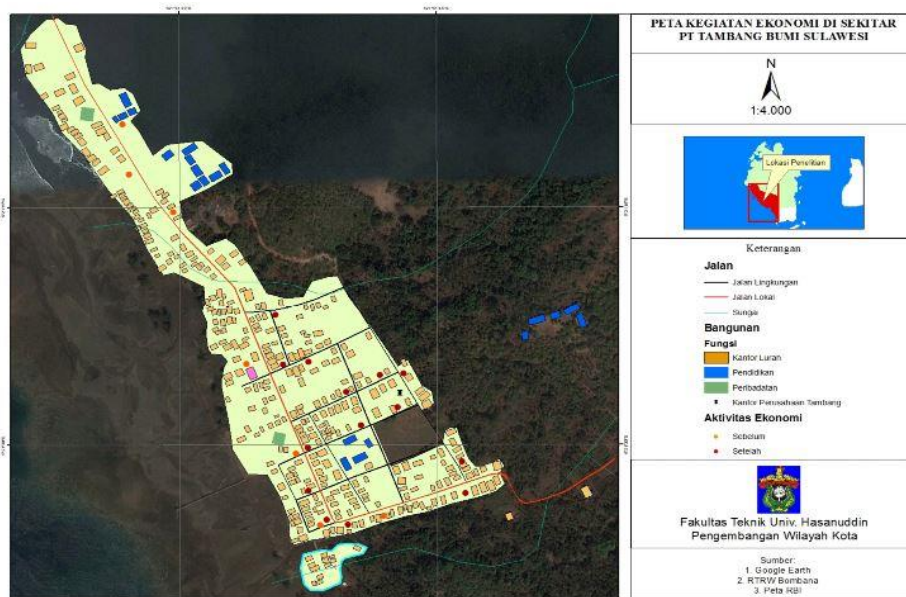 PETA KEGIATAN EKONOMI DI SEKITAR
PT TAMBANG BUMI SULAWESI
N
1:4.000
Lokasi Penelitian
Keterangan
Jalan
Jalan Lingkungan
Jalan Lokal
Sungai
Bangunan
Fungsi
Kantor Luran
Pendidikan
Peribadatan
Kantor Perusahaan Tambang
Aktivitas Ekonomi
Sebelum
Setelah
Fakultas Teknik Univ. Hasanuddin
Pengembangan Wilayah Kota
Sumber:
1. Google Earth
2. RTRW Bombana
3. Peta RBI